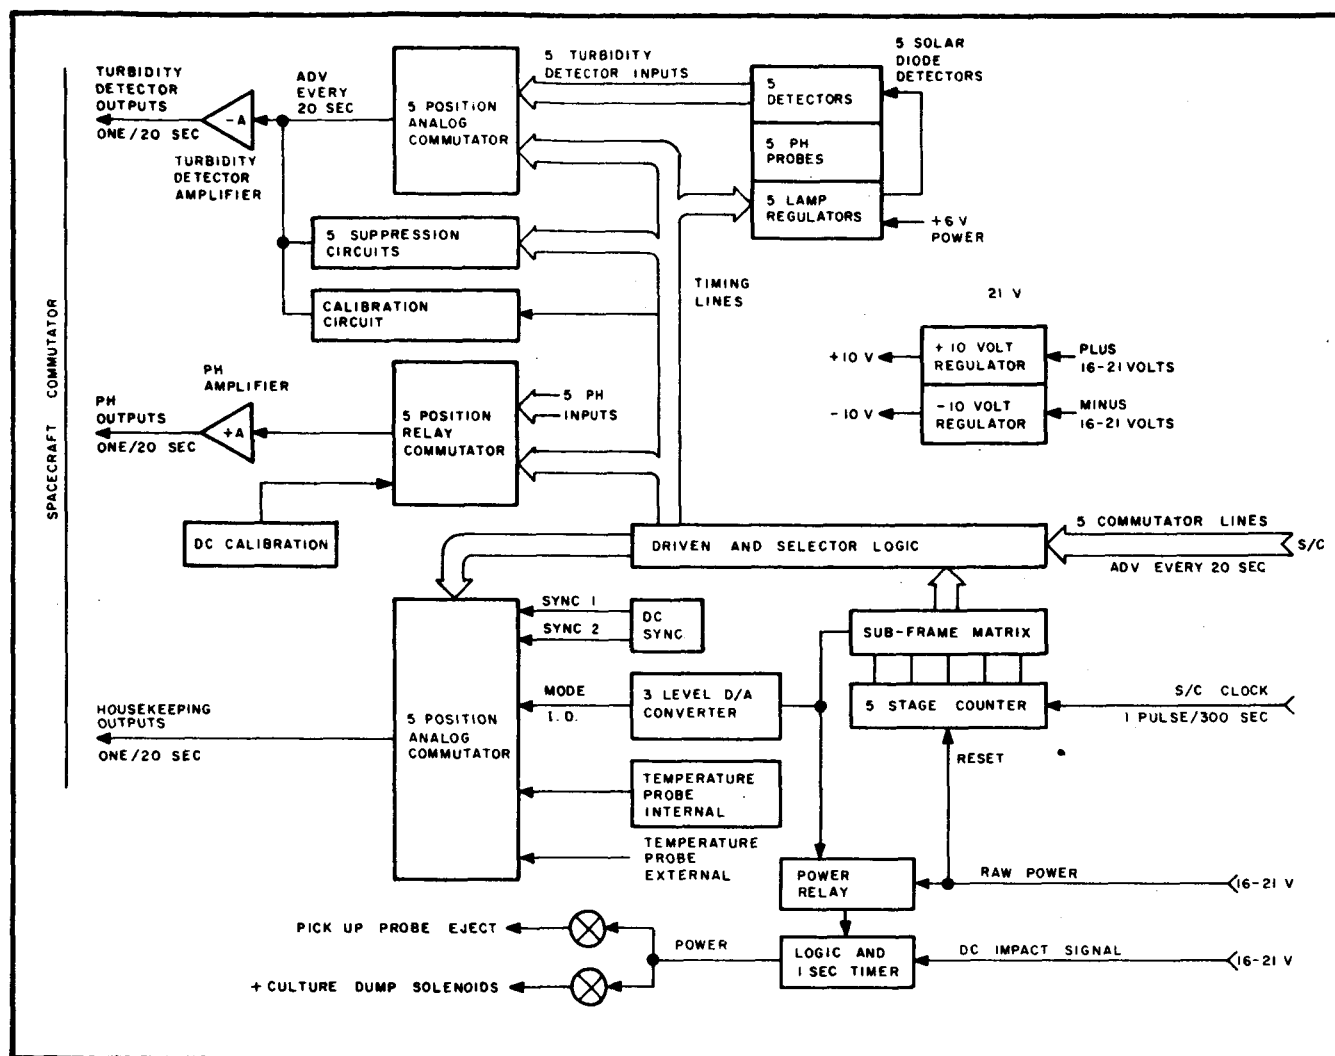 SPACECRAFT COMMUTATOR
TURBIDITY
DETECTOR
OUTPUTS
ONE/20 SEC
-A
TURBIDITY
DETECTOR
AMPLIFIER
ADV
EVERY
20 SEC
5 POSITION
ANALOG
COMMUTATOR
5 TURBIDITY
DETECTOR INPUTS
5
DETECTORS
5 PH
PROBES
5 LAMP
REGULATORS
5 SOLAR
DIODE
DETECTORS
+6 V
POWER
5 SUPPRESSION
CIRCUITS
CALIBRATION
CIRCUIT
TIMING
LINES
21 V
+10 V
+ 10 VOLT
REGULATOR
PLUS
16-21 VOLTS
-10 V
-10 VOLT
REGULATOR
MINUS
16-21 VOLTS
PH
AMPLIFIER
PH
OUTPUTS
ONE/20 SEC
+A
5 POSITION
RELAY
COMMUTATOR
5 PH
INPUTS
DC CALIBRATION
DRIVEN AND SELECTOR LOGIC
5 COMMUTATOR LINES
S/C
ADV EVERY 20 SEC
SYNC 1
SYNC 2
DC
SYNC
SUB-FRAME MATRIX
MODE
I.D.
3 LEVEL D/A
CONVERTER
5 STAGE COUNTER
S/C CLOCK
1 PULSE/300 SEC
HOUSEKEEPING
OUTPUTS
ONE/20 SEC
5 POSITION
ANALOG
COMMUTATOR
RESET
TEMPERATURE
PROBE
INTERNAL
TEMPERATURE
PROBE
EXTERNAL
POWER
RELAY
RAW POWER
16-21 V
PICK UP PROBE EJECT
POWER
LOGIC AND
1 SEC TIMER
DC IMPACT SIGNAL
16-21 V
+ CULTURE DUMP SOLENOIDS